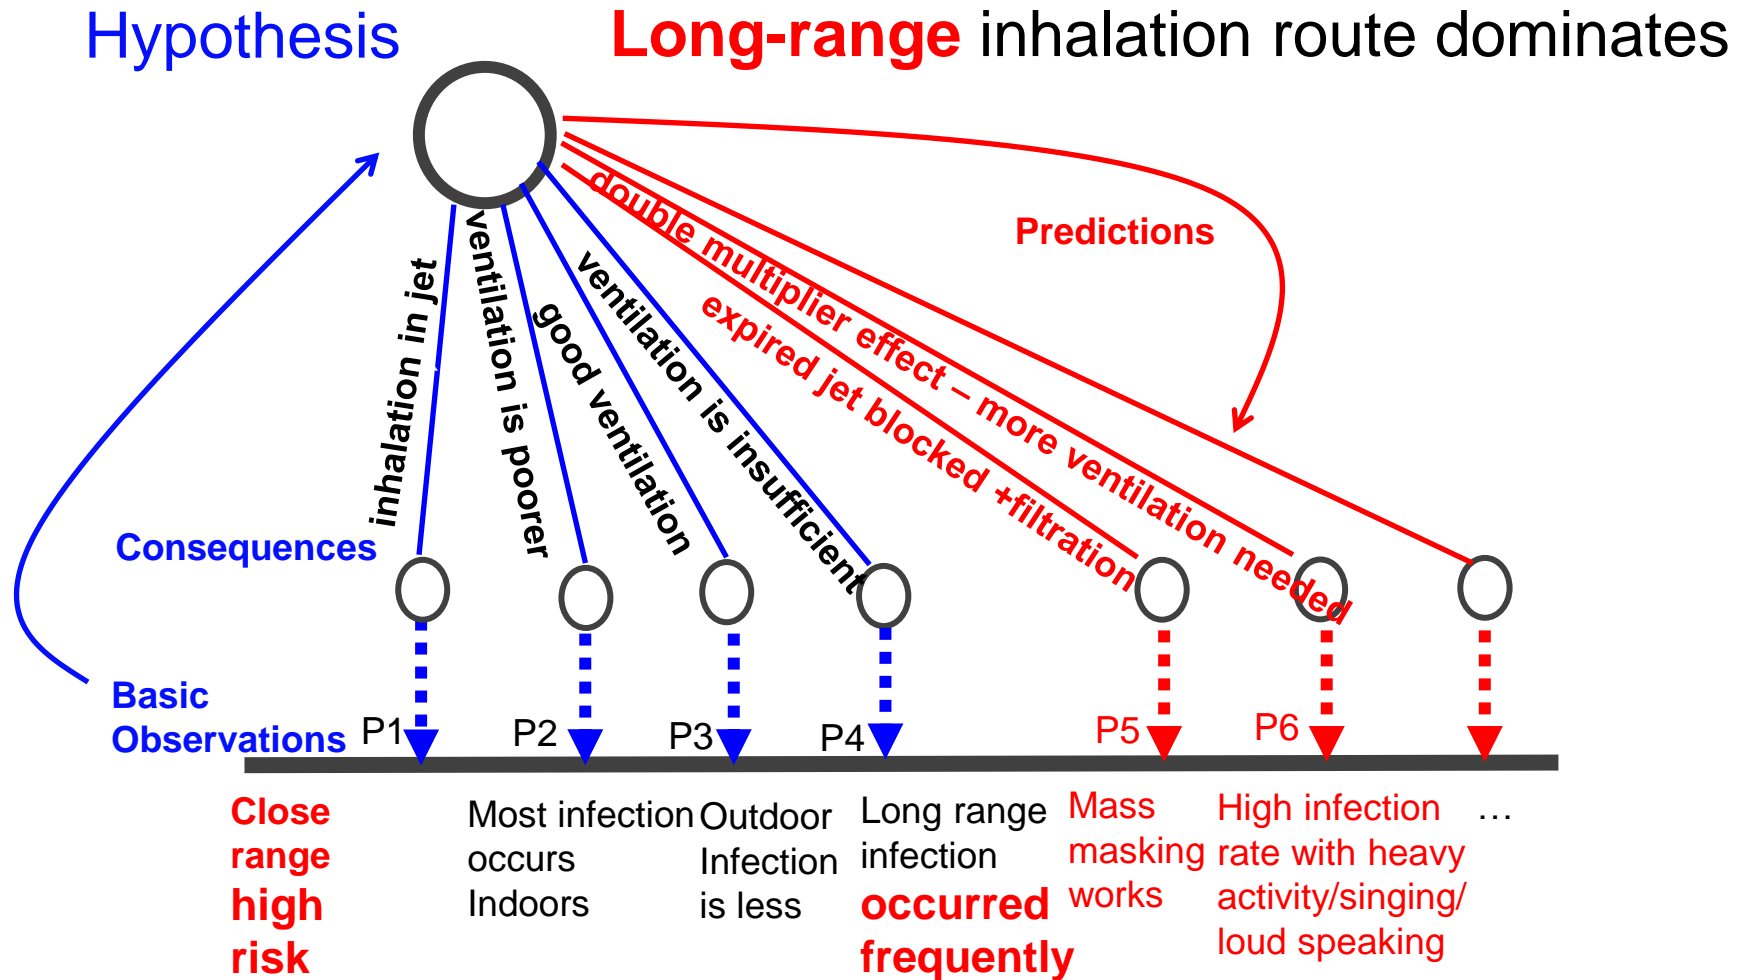 Hypothesis
Long-range inhalation route dominates
Predictions
inhalation in jet
ventilation is poorer
good ventilation
ventilation is insufficient
double multiplier effect – more ventilation needed
expired jet blocked +filtration
Consequences
Basic
Observations
P1
P2
P3
P4
P5
P6
Close
range
high
risk
Most infection
occurs
Indoors
Outdoor
Infection
is less
Long range
infection
occurred
frequently
Mass
masking
works
High infection
rate with heavy
activity/singing/
loud speaking
…